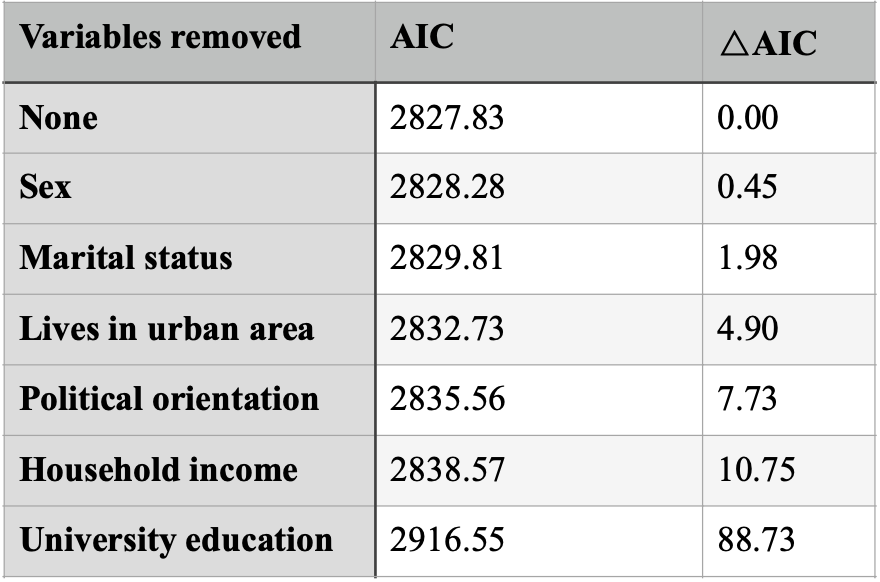 Variables removed AIC △AIC
None 2827.83 0.00
Sex 2828.28 0.45
Marital status 2829.81 1.98
Lives in urban area 2832.73 4.90
Political orientation 2835.56 7.73
Household income 2838.57 10.75
University education 2916.55 88.73